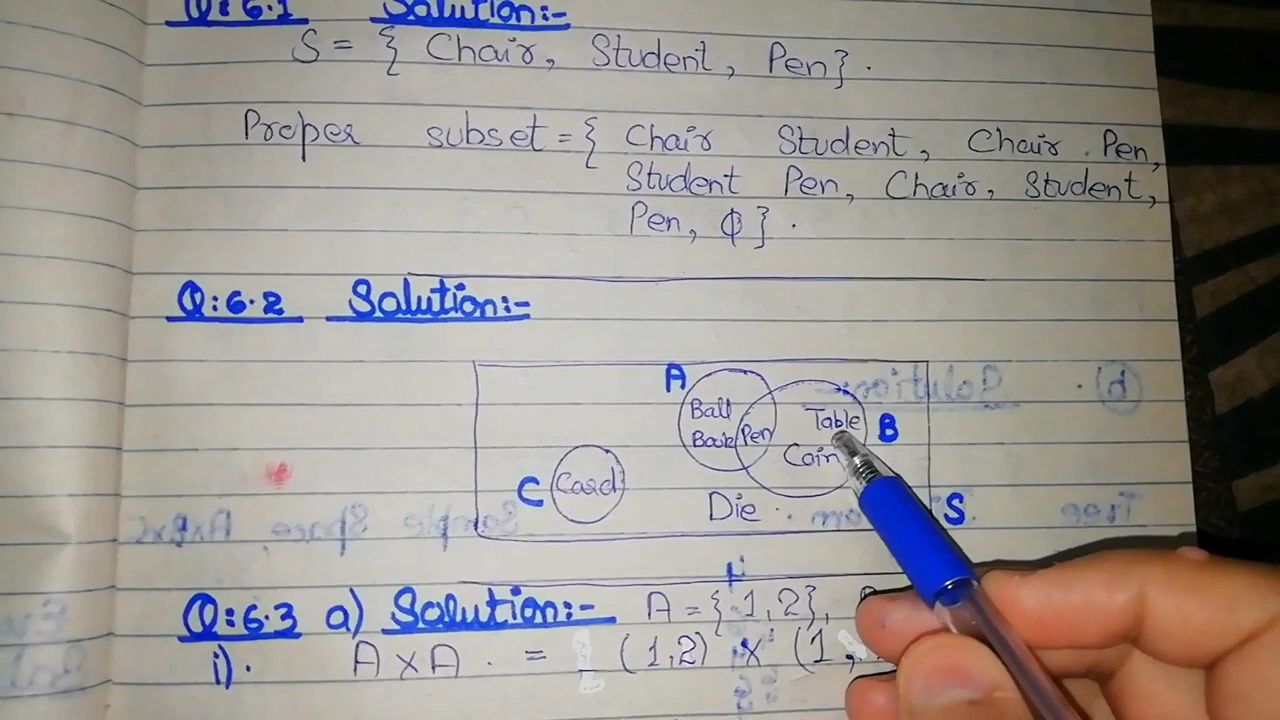 Q:6.1 Solution:-
S = { Chair, Student, Pen}.
Proper subset = { Chair Student, Chair Pen,
Student Pen, Chair, Student,
Pen, Φ}.
Q:6.2 Solution:-
A
Ball
Book
Pen
Table
Coin
B
C
Card
Die.
S
Q:6.3 a) Solution:- A = {1,2},
i). A x A . = (1,2) x (1,